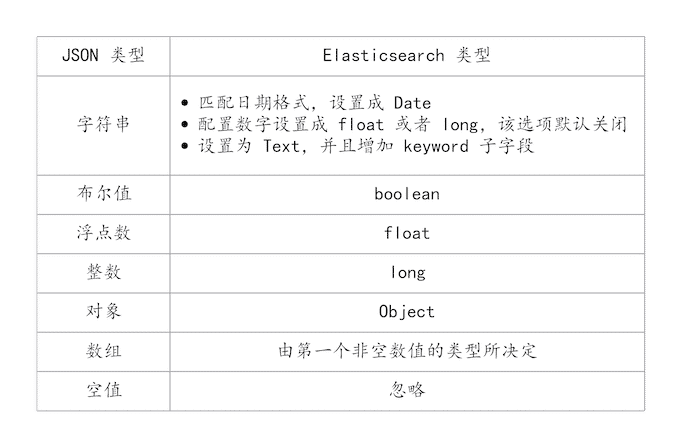 JSON 类型
Elasticsearch 类型
字符串
• 匹配日期格式，设置成 Date
• 配置数字设置成 float 或者 long，该选项默认关闭
• 设置为 Text，并且增加 keyword 子字段
布尔值
boolean
浮点数
float
整数
long
对象
Object
数组
由第一个非空数值的类型所决定
空值
忽略